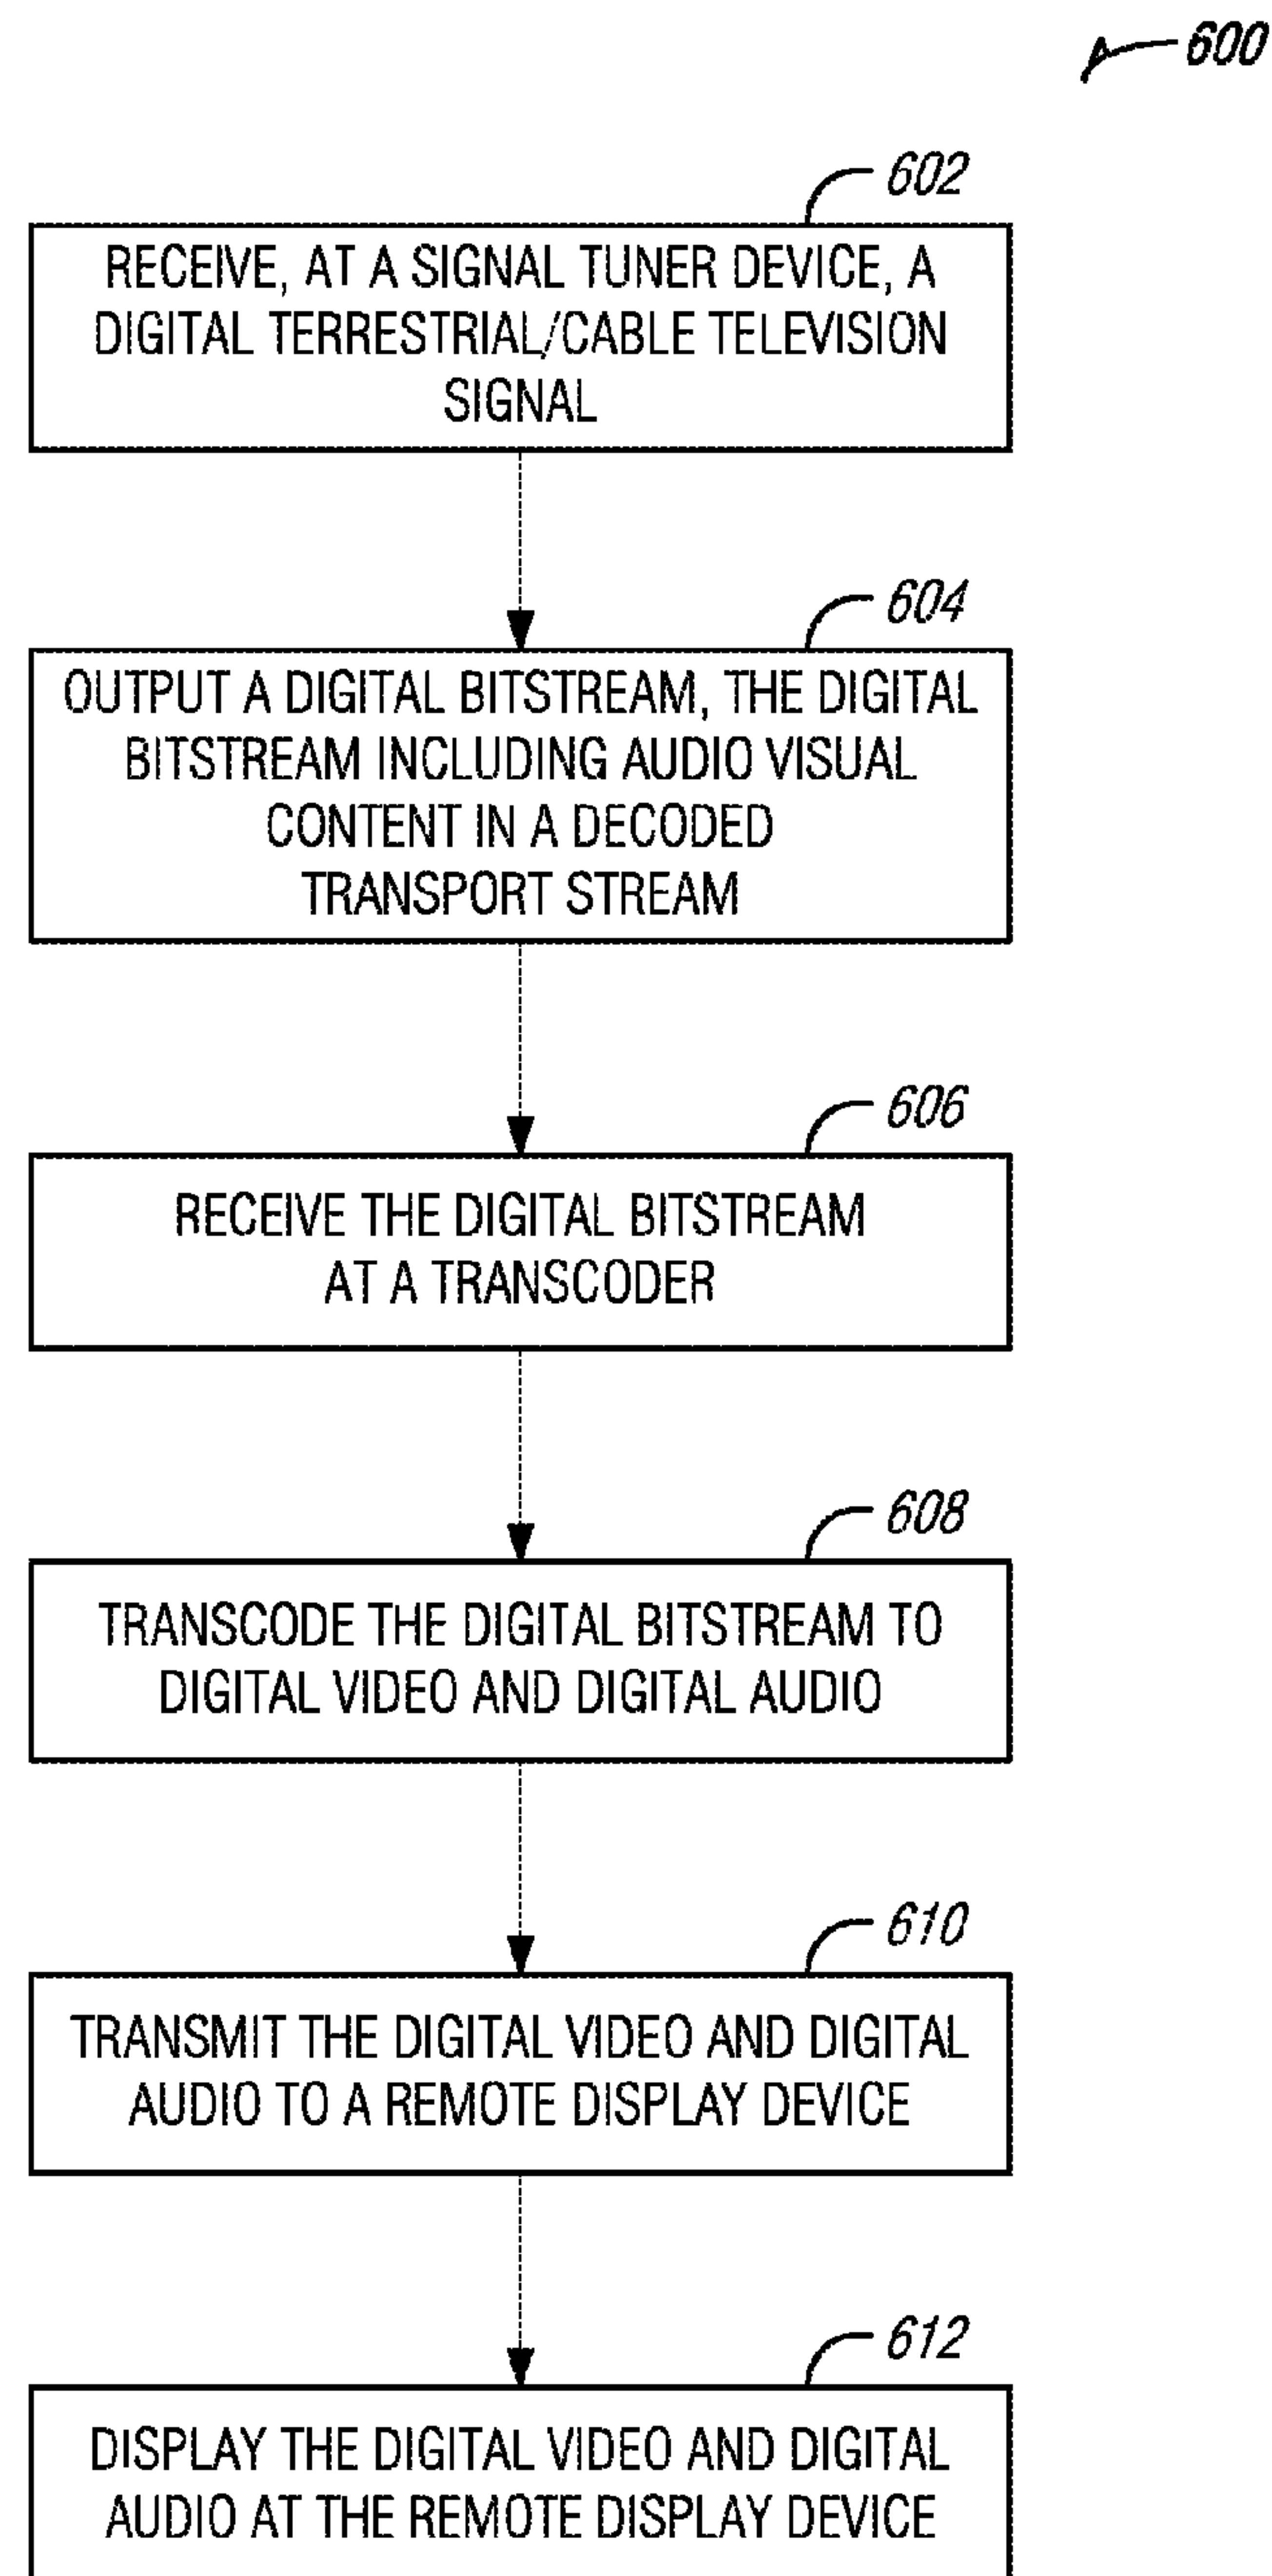 600
602
RECEIVE, AT A SIGNAL TUNER DEVICE, A
DIGITAL TERRESTRIAL/CABLE TELEVISION
SIGNAL
604
OUTPUT A DIGITAL BITSTREAM, THE DIGITAL
BITSTREAM INCLUDING AUDIO VISUAL
CONTENT IN A DECODED
TRANSPORT STREAM
606
RECEIVE THE DIGITAL BITSTREAM
AT A TRANSCODER
608
TRANSCODE THE DIGITAL BITSTREAM TO
DIGITAL VIDEO AND DIGITAL AUDIO
610
TRANSMIT THE DIGITAL VIDEO AND DIGITAL
AUDIO TO A REMOTE DISPLAY DEVICE
612
DISPLAY THE DIGITAL VIDEO AND DIGITAL
AUDIO AT THE REMOTE DISPLAY DEVICE